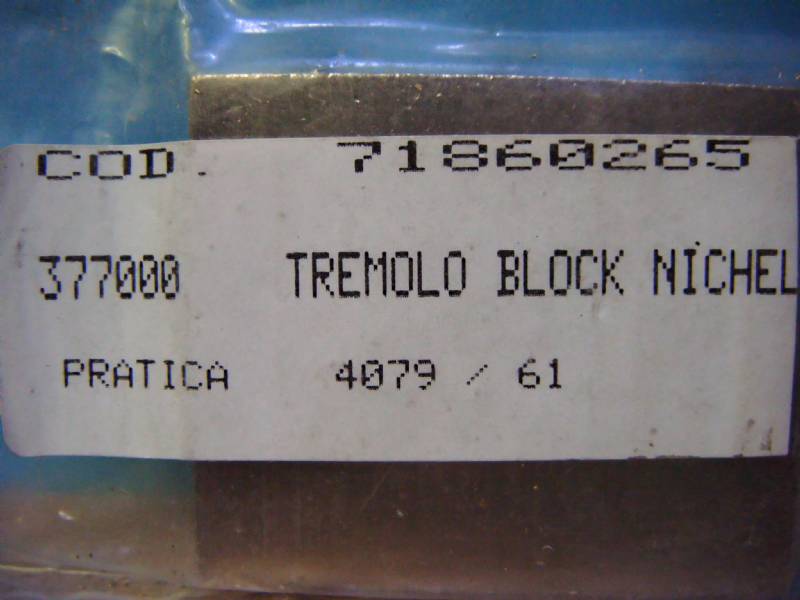 COD. 71860265
377000 TREMOLO BLOCK NICHEL
PRATICA 4079 / 61